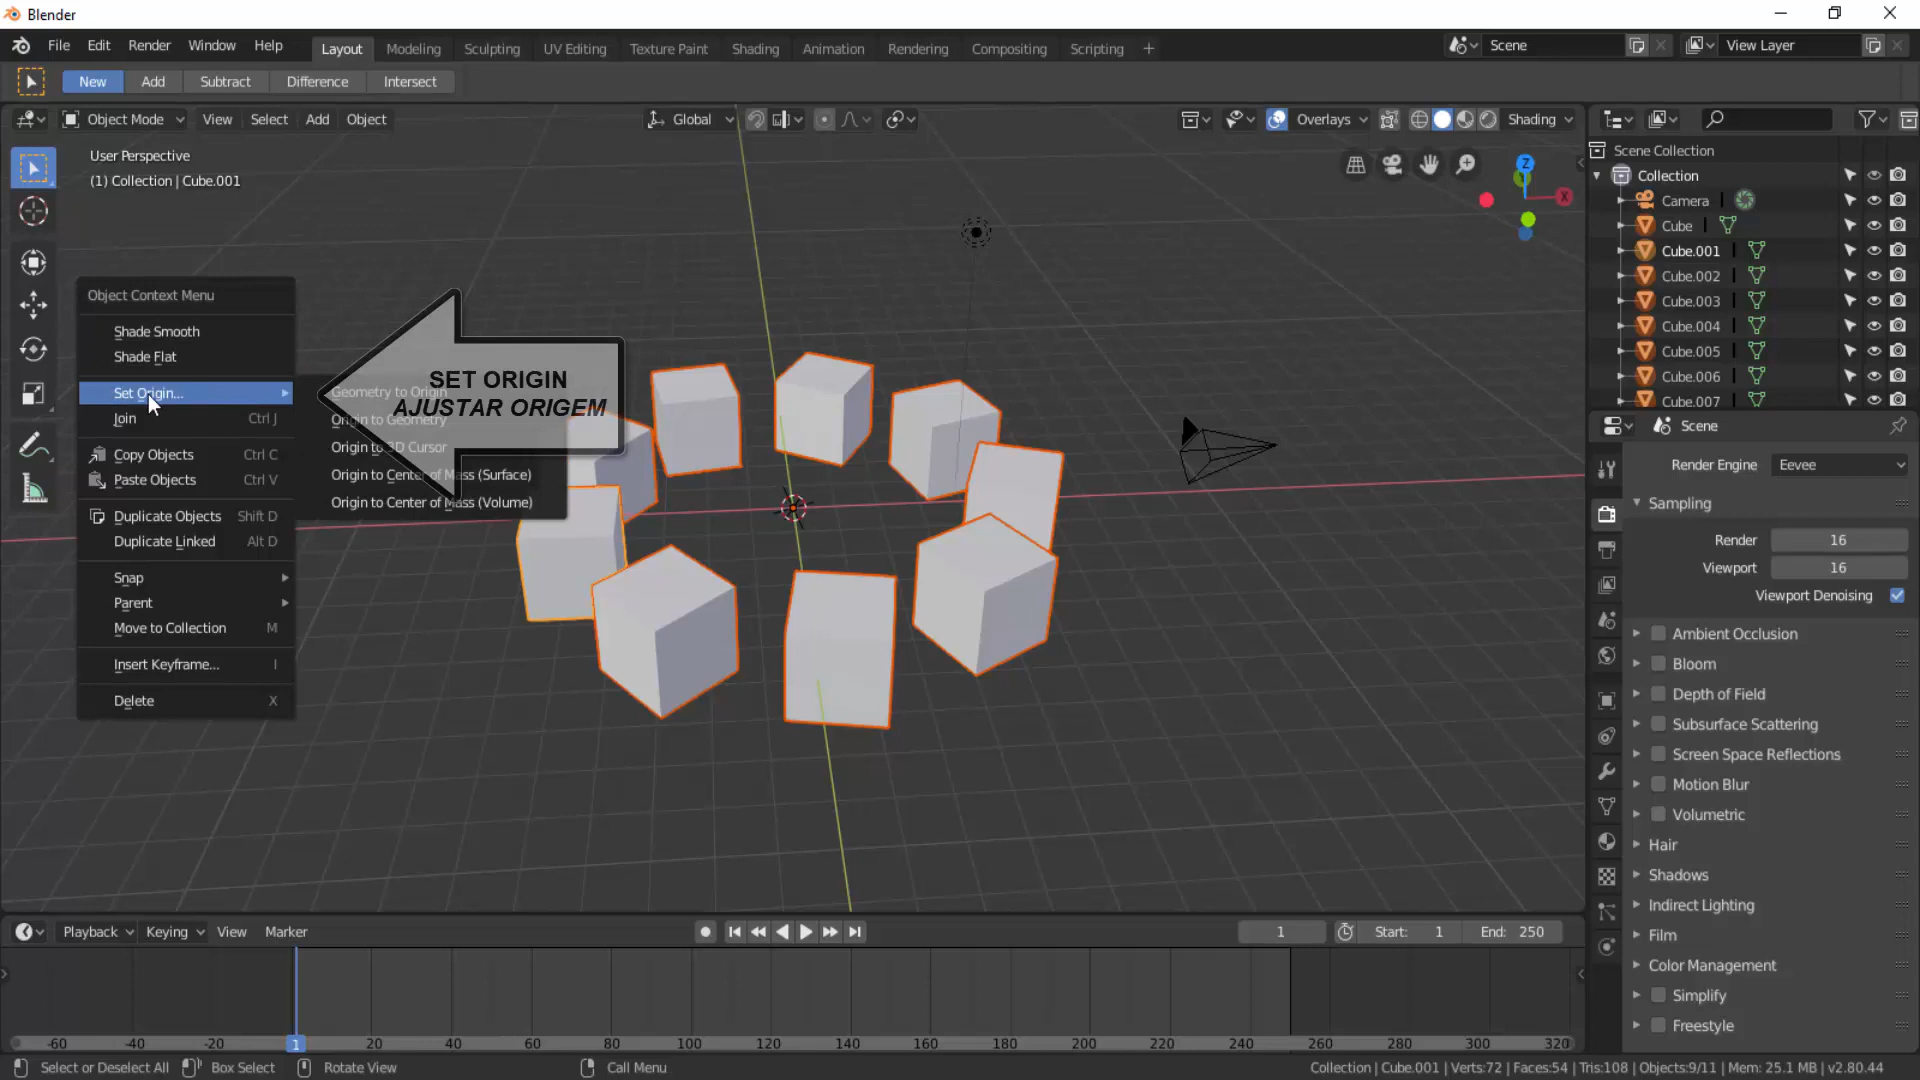 Blender
File Edit Render Window Help
Layout Modeling Sculpting UV Editing Texture Paint Shading Animation Rendering Compositing Scripting +
Scene
View Layer
New Add Subtract Difference Intersect
Object Mode View Select Add Object
Global
Overlays Shading
User Perspective
(1) Collection | Cube.001
Z
X
Object Context Menu
Shade Smooth
Shade Flat
Set Origin...
Join Ctrl J
Copy Objects Ctrl C
Paste Objects Ctrl V
Duplicate Objects Shift D
Duplicate Linked Alt D
Snap
Parent
Move to Collection M
Insert Keyframe... I
Delete X
Geometry to Origin
Origin to Geometry
Origin to 3D Cursor
Origin to Center of Mass (Surface)
Origin to Center of Mass (Volume)
SET ORIGIN
AJUSTAR ORIGEM
Scene Collection
Collection
Camera
Cube
Cube.001
Cube.002
Cube.003
Cube.004
Cube.005
Cube.006
Cube.007
Scene
Render Engine Eevee
Sampling
Render 16
Viewport 16
Viewport Denoising
Ambient Occlusion
Bloom
Depth of Field
Subsurface Scattering
Screen Space Reflections
Motion Blur
Volumetric
Hair
Shadows
Indirect Lighting
Film
Color Management
Simplify
Freestyle
Playback Keying View Marker
1 Start: 1 End: 250
-60 -40 -20 1 20 40 60 80 100 120 140 160 180 200 220 240 260 280 300 320
Select or Deselect All Box Select Rotate View Call Menu
Collection | Cube.001 | Verts:72 | Faces:54 | Tris:108 | Objects:9/11 | Mem: 25.1 MB | v2.80.44